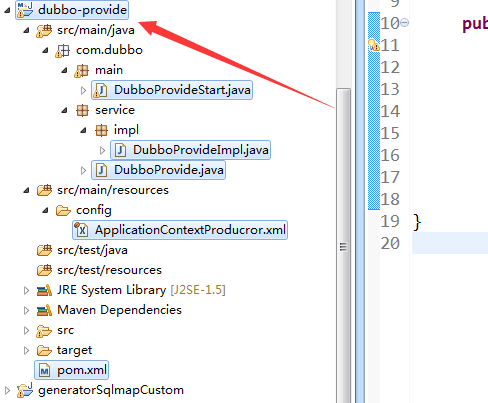 dubbo-provide
src/main/java
com.dubbo
main
DubboProvideStart.java
service
impl
DubboProvideImpl.java
DubboProvide.java
src/main/resources
config
ApplicationContextProducror.xml
src/test/java
src/test/resources
JRE System Library [J2SE-1.5]
Maven Dependencies
src
target
pom.xml
generatorSqlmapCustom
9
10 pub
11
12
13
14
15
16
17
18
19 }
20